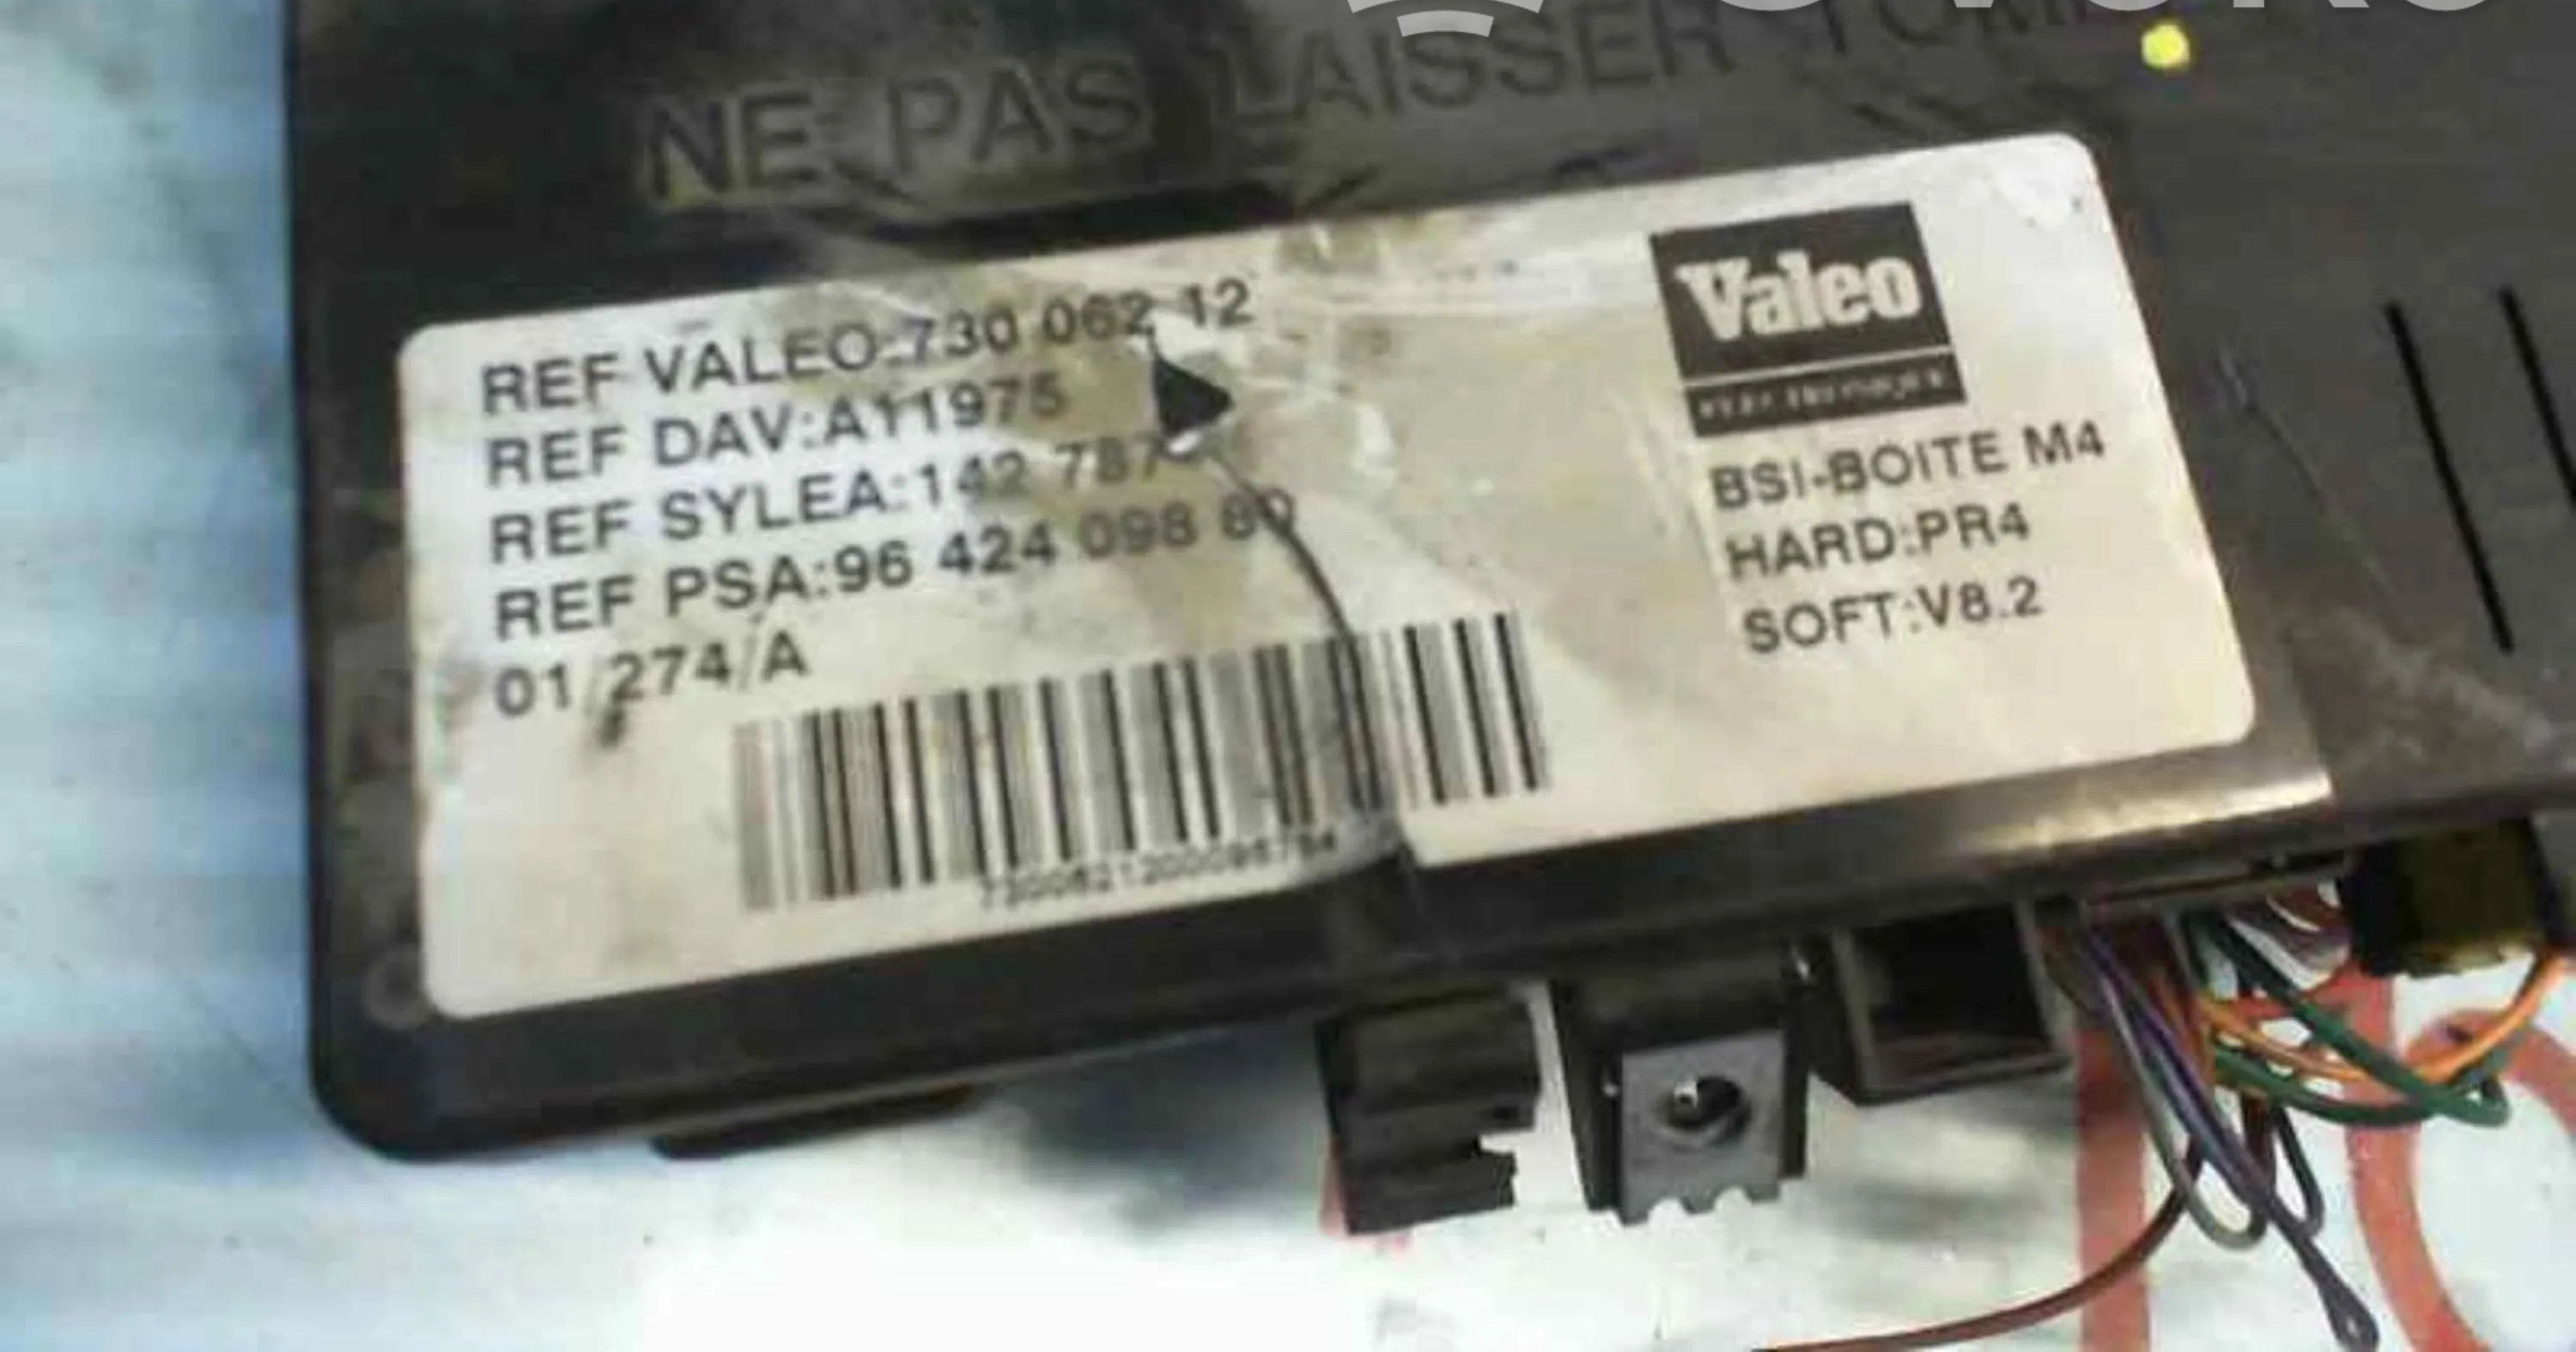 NE PAS LAISSER
REF VALEO:730 062 12
REF DAV:A11975
REF SYLEA:142 787
REF PSA:96 424 098 80
01/274/A
Valeo
BSI-BOITE M4
HARD:PR4
SOFT:V8.2